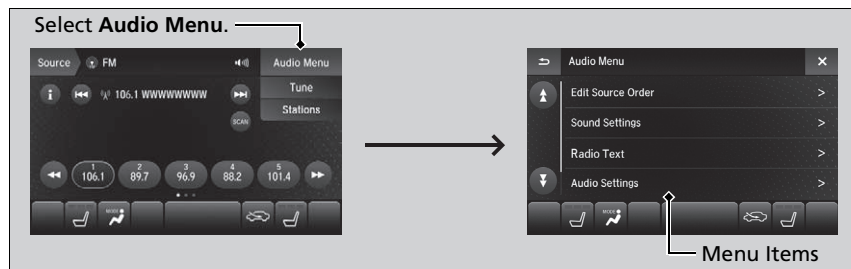 Select Audio Menu.
Source FM Audio Menu
i 106.1 WWWWWWWW Tune
SCAN Stations
1 2 3 4 5
106.1 89.7 96.9 88.2 101.4
MODE
Audio Menu X
Edit Source Order >
Sound Settings >
Radio Text >
Audio Settings >
MODE
Menu Items